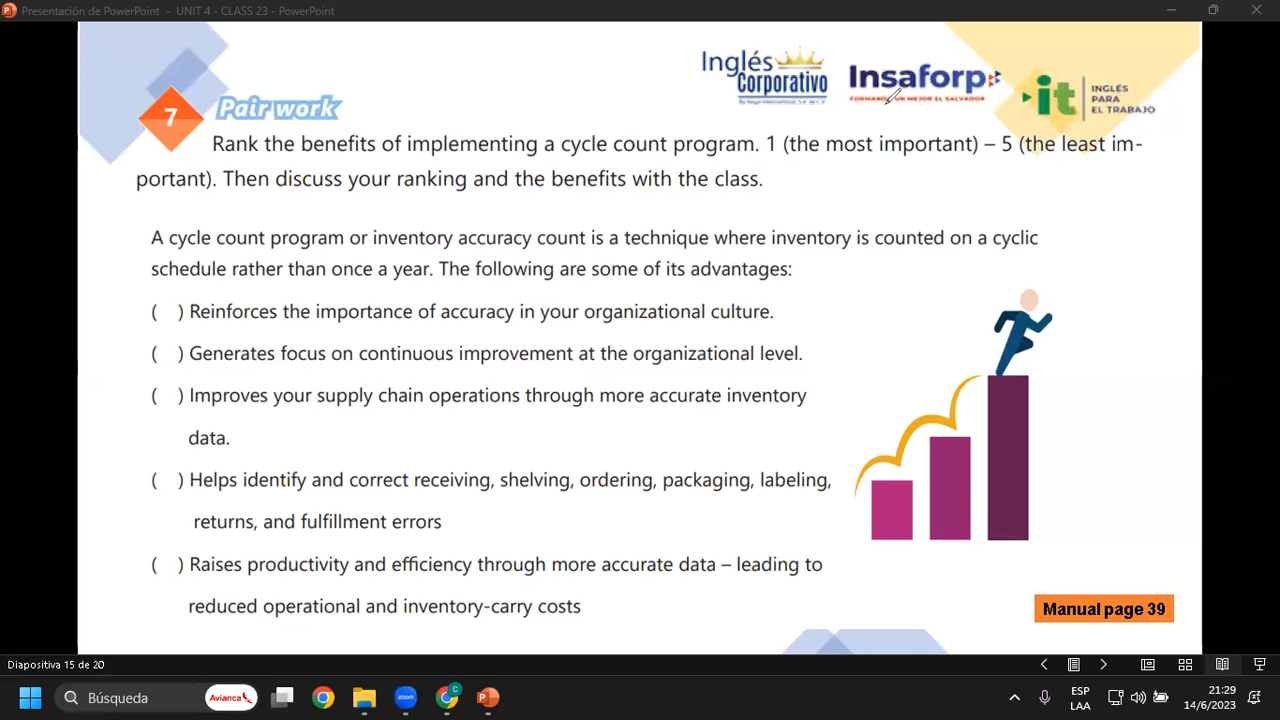 Presentación de PowerPoint - UNIT 4 - CLASS 23 - PowerPoint
Inglés
Corporativo
Insaforp
FORMANDO UN MEJOR EL SALVADOR
it
INGLÉS
PARA
EL TRABAJO
7
Pair work
Rank the benefits of implementing a cycle count program. 1 (the most important) – 5 (the least im-
portant). Then discuss your ranking and the benefits with the class.
A cycle count program or inventory accuracy count is a technique where inventory is counted on a cyclic
schedule rather than once a year. The following are some of its advantages:
( ) Reinforces the importance of accuracy in your organizational culture.
( ) Generates focus on continuous improvement at the organizational level.
( ) Improves your supply chain operations through more accurate inventory
data.
( ) Helps identify and correct receiving, shelving, ordering, packaging, labeling,
returns, and fulfillment errors
( ) Raises productivity and efficiency through more accurate data – leading to
reduced operational and inventory-carry costs
Manual page 39
Diapositiva 15 de 20
Búsqueda
Avianca
zoom
C
ESP
LAA
21:29
14/6/2023